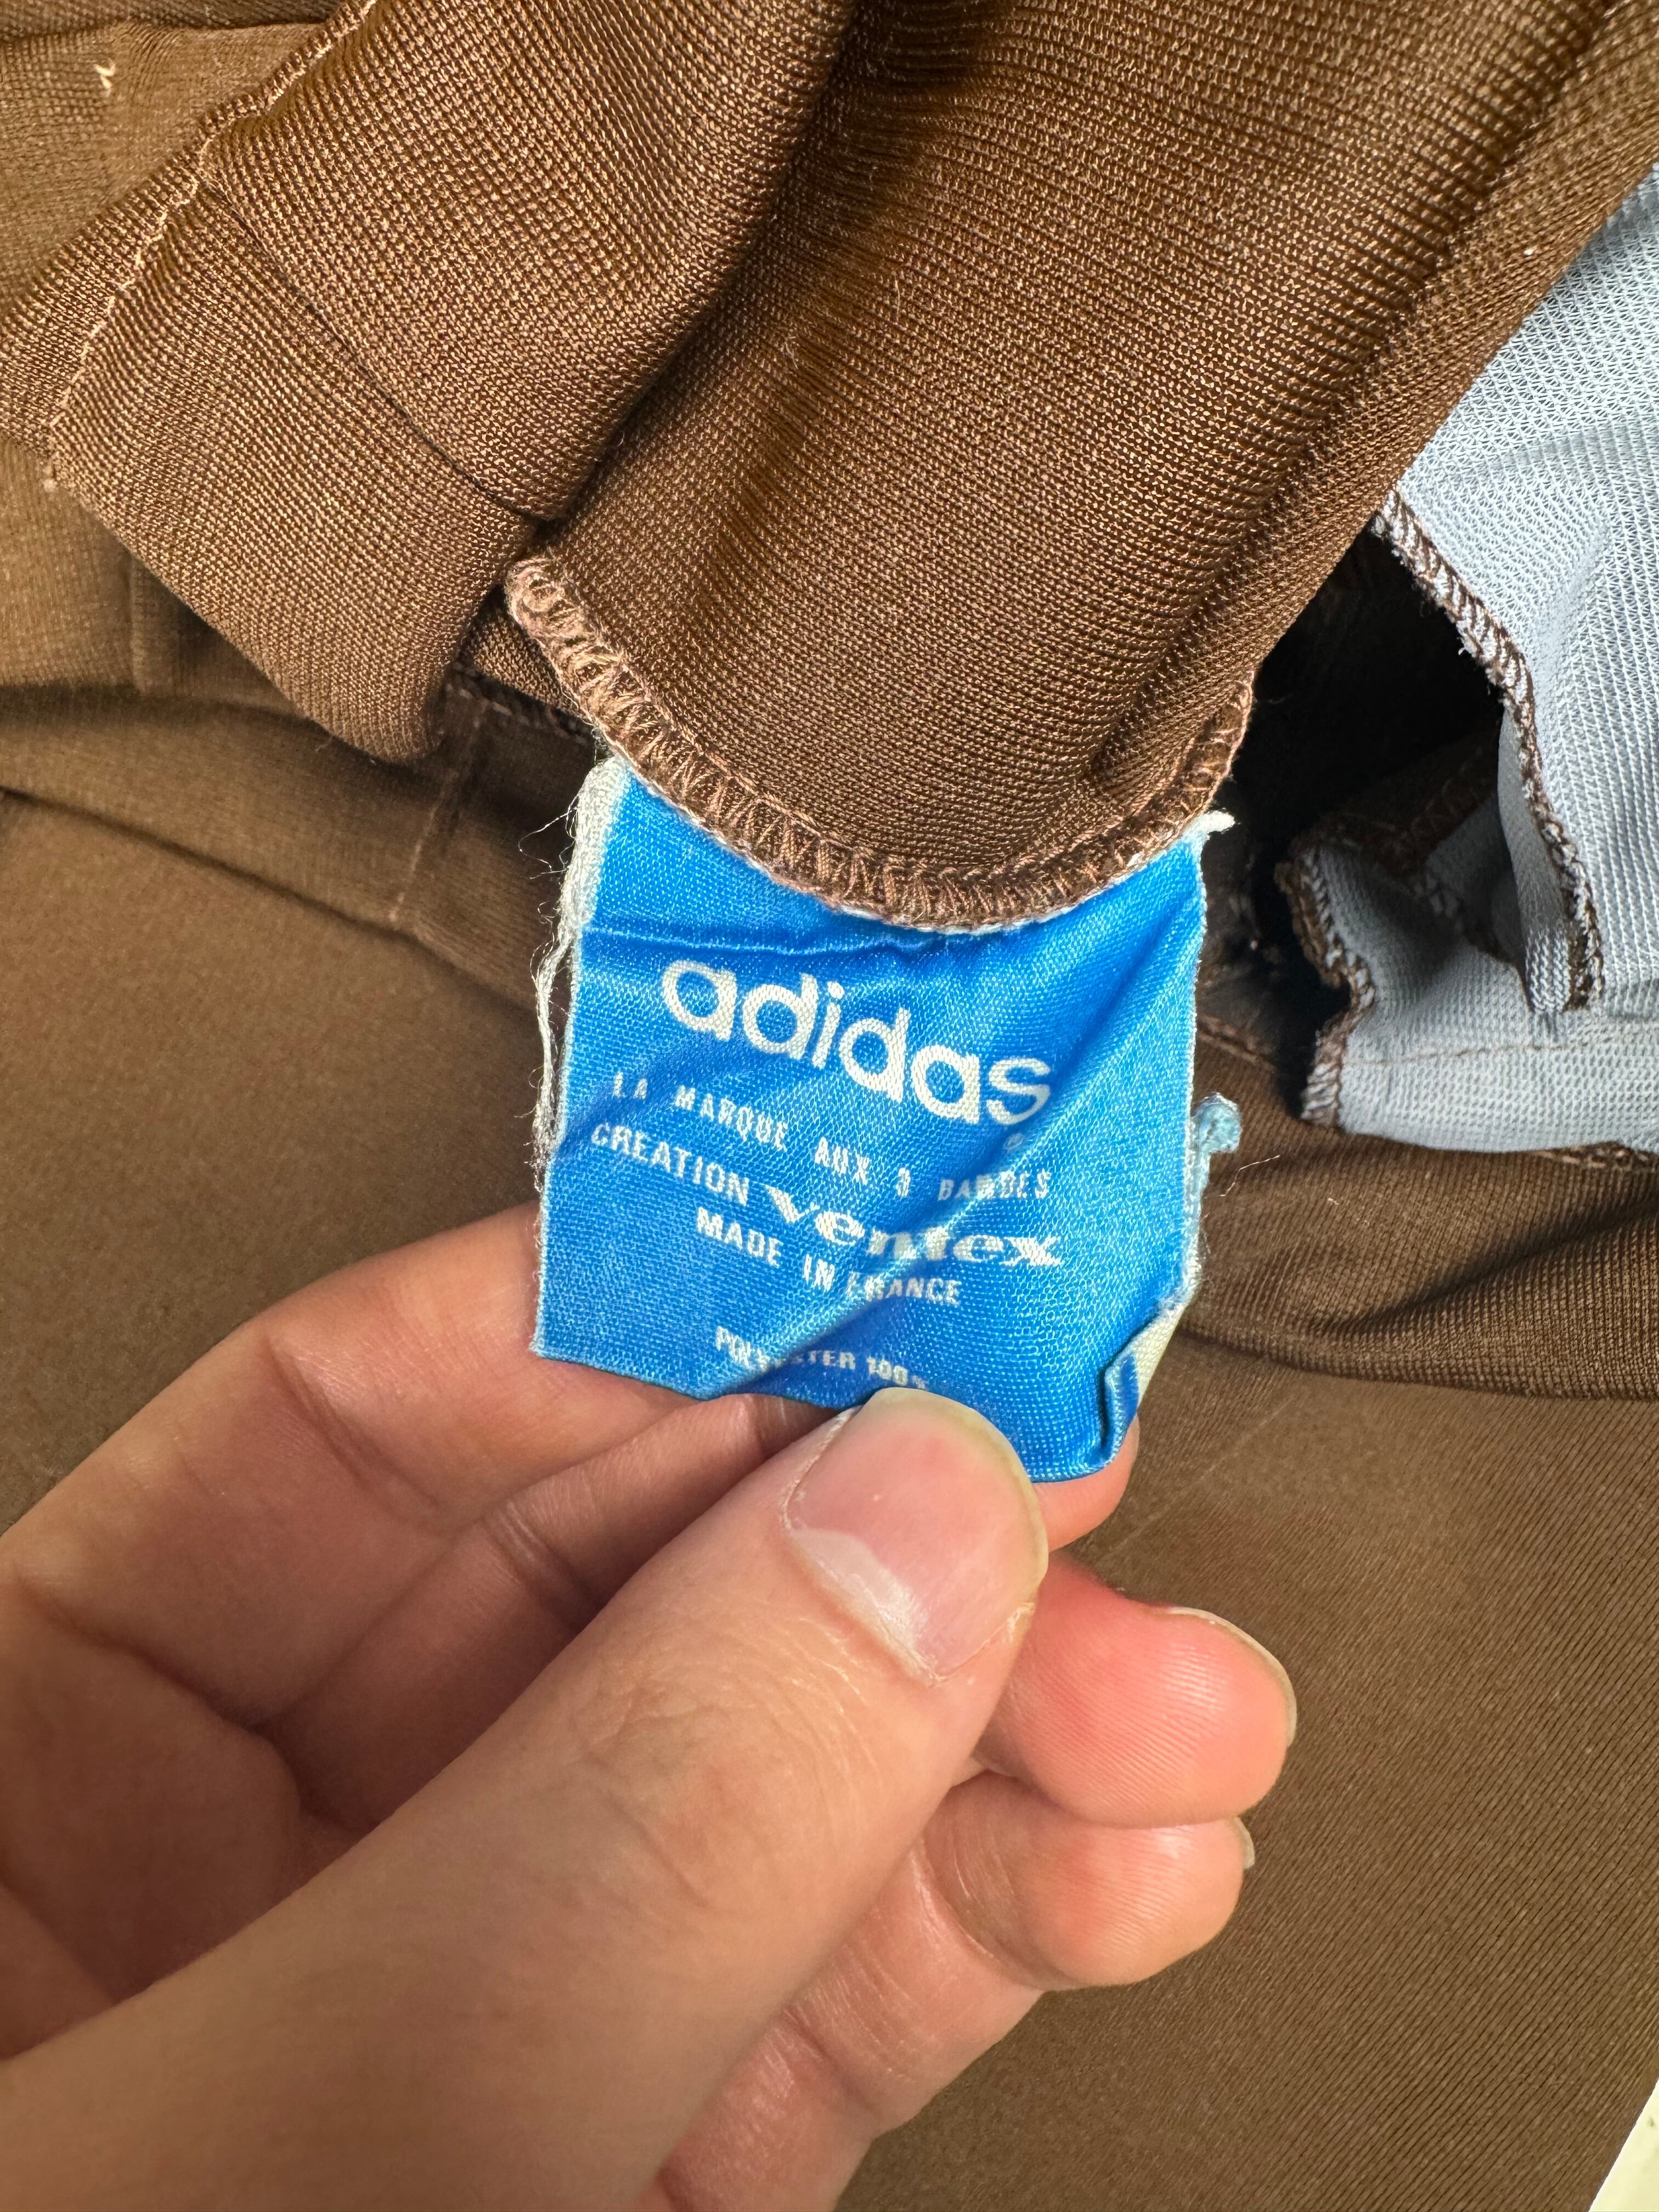 adidas
LA MARQUE AUX 3 BANDES
CREATION Ventex
MADE IN FRANCE
POLYESTER 100%